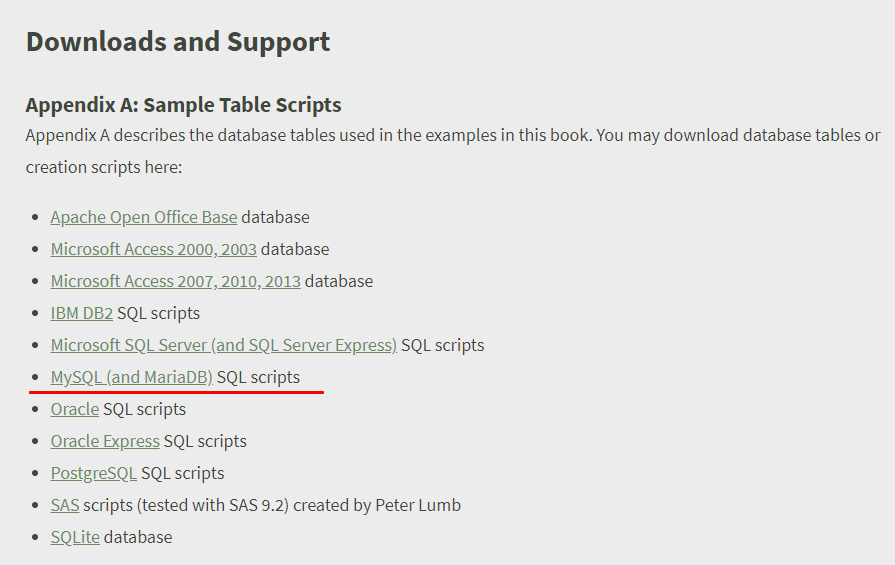 Downloads and Support
Appendix A: Sample Table Scripts
Appendix A describes the database tables used in the examples in this book. You may download database tables or
creation scripts here:
• Apache Open Office Base database
• Microsoft Access 2000, 2003 database
• Microsoft Access 2007, 2010, 2013 database
• IBM DB2 SQL scripts
• Microsoft SQL Server (and SQL Server Express) SQL scripts
• MySQL (and MariaDB) SQL scripts
• Oracle SQL scripts
• Oracle Express SQL scripts
• PostgreSQL SQL scripts
• SAS scripts (tested with SAS 9.2) created by Peter Lumb
• SQLite database